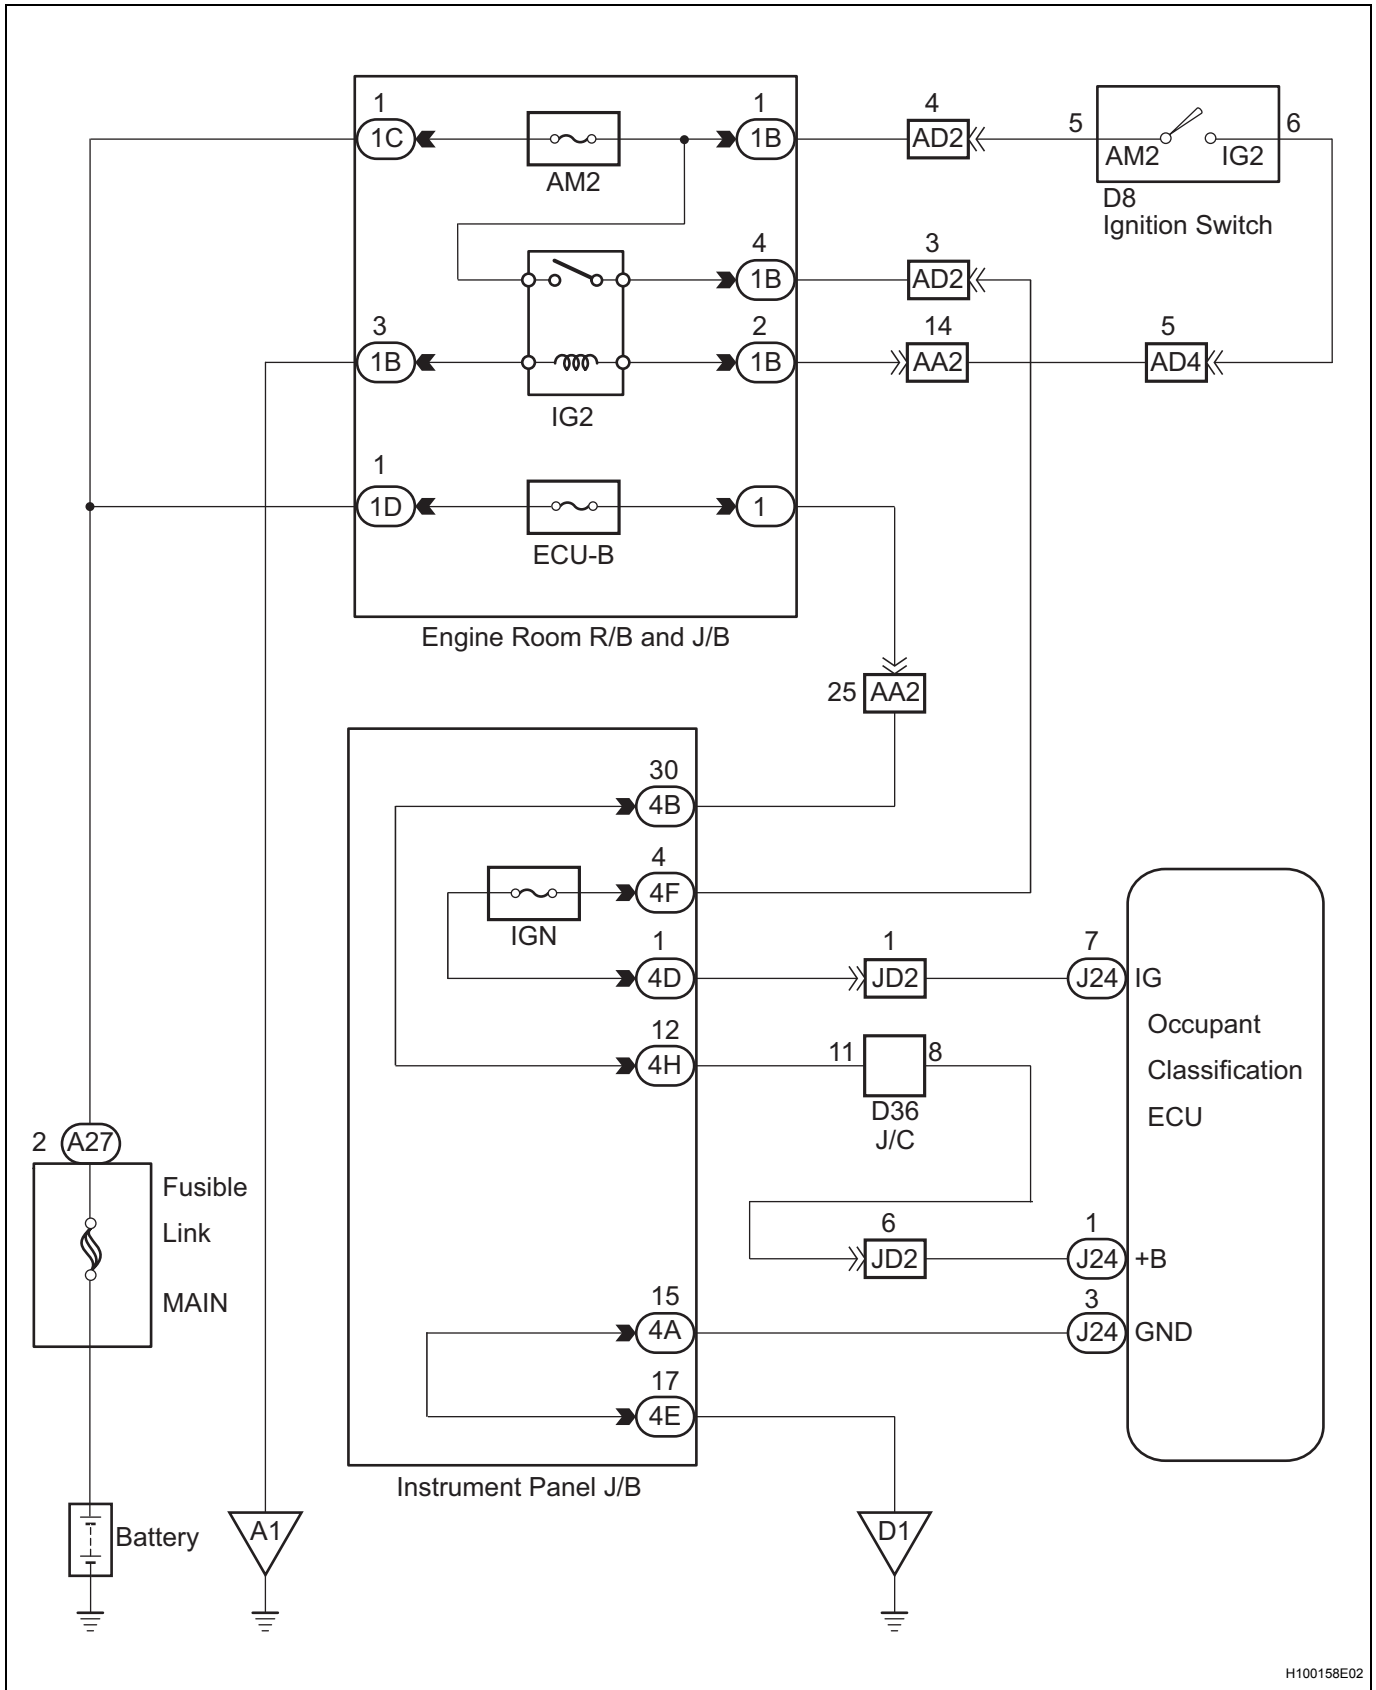 1
1
4
1C
1B
AD2
5
6
AM2
IG2
AM2
D8
Ignition Switch
4
3
1B
AD2
3
2
14
5
1B
1B
AA2
AD4
IG2
1
1D
1
ECU-B
Engine Room R/B and J/B
25
AA2
30
4B
4
4F
IGN
1
1
7
4D
JD2
J24
IG
Occupant
Classification
ECU
12
4H
11
8
D36
J/C
2
A27
Fusible
Link
MAIN
6
1
JD2
J24
+B
15
3
4A
J24
GND
17
4E
Instrument Panel J/B
Battery
A1
D1
H100158E02